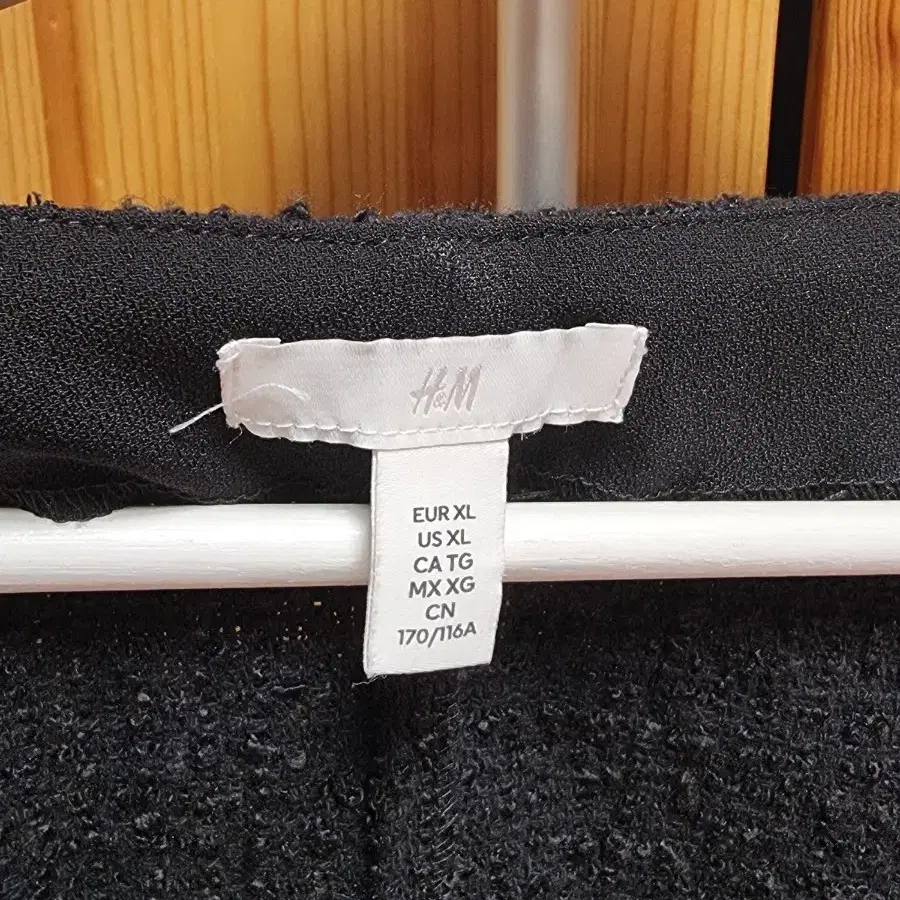 H&M
EUR XL
US XL
CA TG
MX XG
CN
170/116A